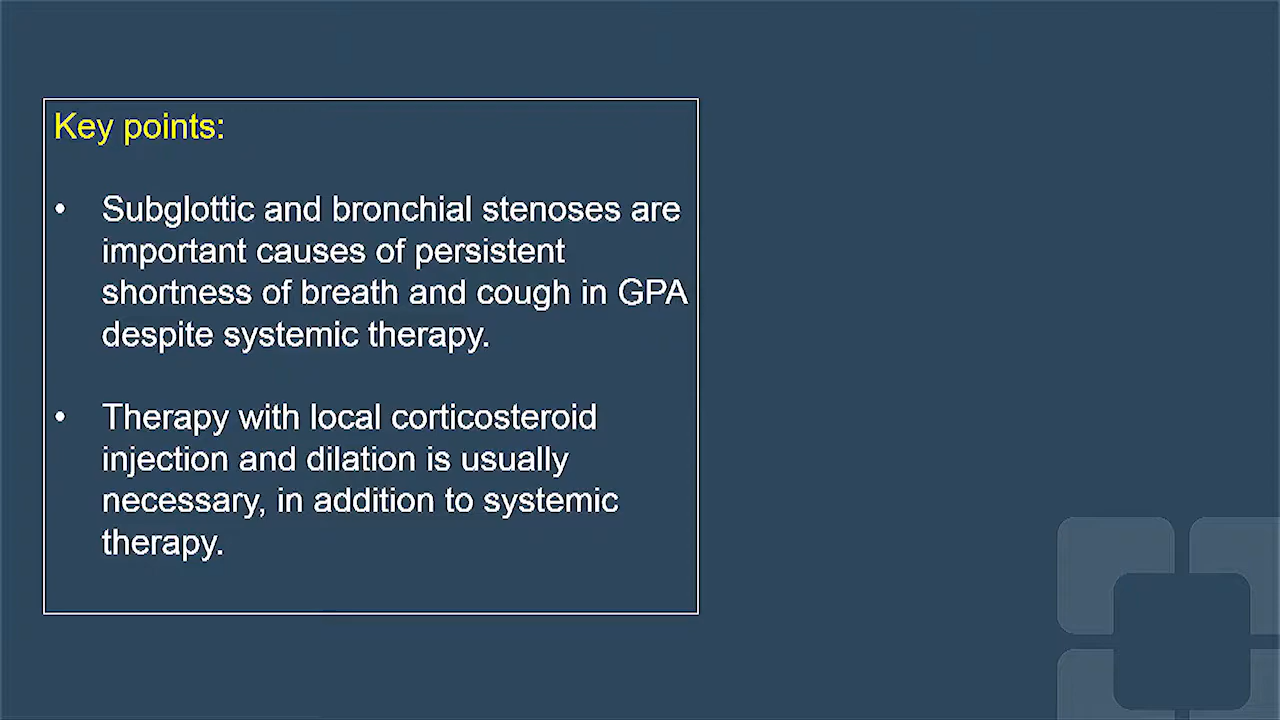 Key points:
• Subglottic and bronchial stenoses are
important causes of persistent
shortness of breath and cough in GPA
despite systemic therapy.
• Therapy with local corticosteroid
injection and dilation is usually
necessary, in addition to systemic
therapy.